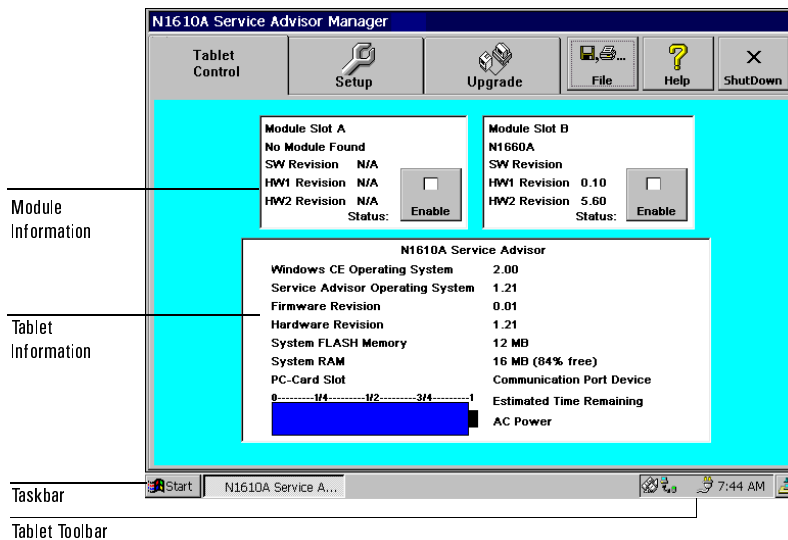 N1610A Service Advisor Manager
Tablet Control
Setup
Upgrade
File
Help
ShutDown
Module Slot A
No Module Found
SW Revision N/A
HW1 Revision N/A
HW2 Revision N/A
Status:
Enable
Module Slot B
N1660A
SW Revision
HW1 Revision 0.10
HW2 Revision 5.60
Status:
Enable
Module Information
N1610A Service Advisor
Windows CE Operating System 2.00
Service Advisor Operating System 1.21
Firmware Revision 0.01
Hardware Revision 1.21
System FLASH Memory 12 MB
System RAM 16 MB (84% free)
PC-Card Slot Communication Port Device
0---------1/4---------1/2---------3/4---------1 Estimated Time Remaining
AC Power
Tablet Information
Start
N1610A Service A...
7:44 AM
Taskbar
Tablet Toolbar